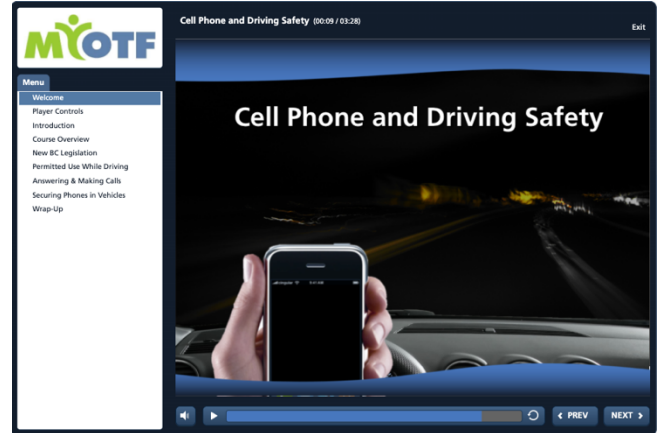 MYOTF
Cell Phone and Driving Safety (00:09 / 03:28)
Exit
Menu
Welcome
Player Controls
Introduction
Course Overview
New BC Legislation
Permitted Use While Driving
Answering & Making Calls
Securing Phones in Vehicles
Wrap-Up
Cell Phone and Driving Safety
PREV
NEXT